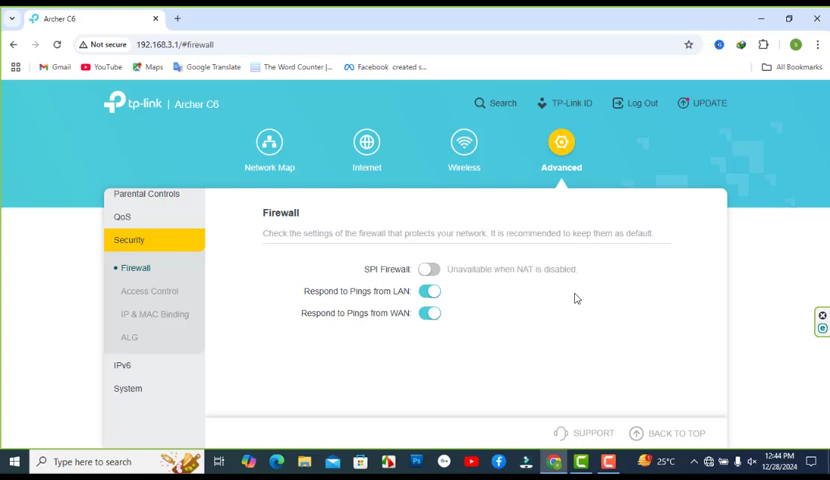 Archer C6
Not secure 192.168.3.1/#firewall
S
Gmail YouTube Maps Google Translate The Word Counter |... Facebook created s... All Bookmarks
tp-link | Archer C6
Search TP-Link ID Log Out UPDATE
Network Map Internet Wireless Advanced
Parental Controls
QoS
Security
Firewall
Access Control
IP & MAC Binding
ALG
IPv6
System
Firewall
Check the settings of the firewall that protects your network. It is recommended to keep them as default.
SPI Firewall: Unavailable when NAT is disabled.
Respond to Pings from LAN:
Respond to Pings from WAN:
SUPPORT BACK TO TOP
Type here to search
25°C
12:44 PM
12/28/2024